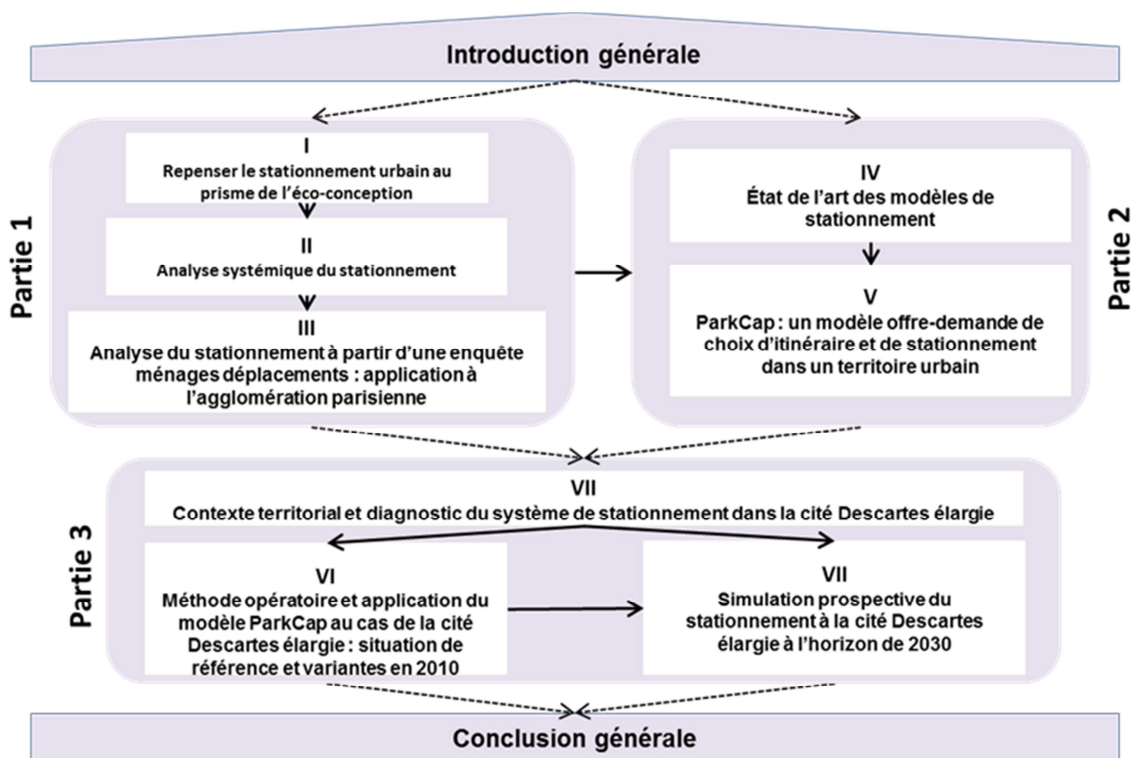 Introduction générale
Partie 1
I
Repenser le stationnement urbain au
prisme de l'éco-conception
II
Analyse systémique du stationnement
III
Analyse du stationnement à partir d'une enquête
ménages déplacements : application à
l'agglomération parisienne
Partie 2
IV
État de l'art des modèles de
stationnement
V
ParkCap : un modèle offre-demande de
choix d'itinéraire et de stationnement
dans un territoire urbain
Partie 3
VII
Contexte territorial et diagnostic du système de stationnement dans la cité Descartes élargie
VI
Méthode opératoire et application du
modèle ParkCap au cas de la cité
Descartes élargie : situation de
référence et variantes en 2010
VII
Simulation prospective du
stationnement à la cité Descartes
élargie à l'horizon de 2030
Conclusion générale